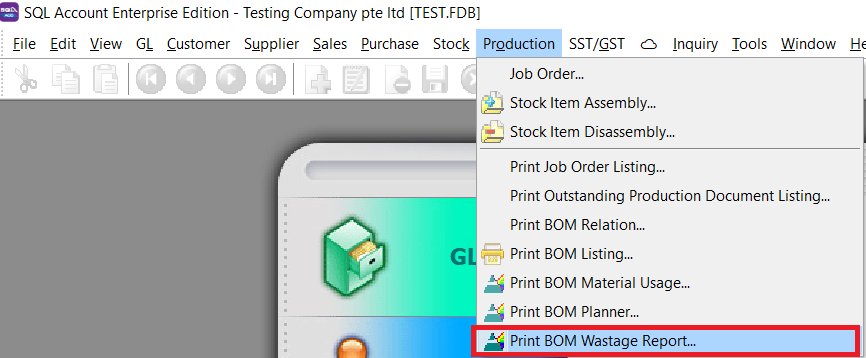 SQL Account Enterprise Edition - Testing Company pte ltd [TEST.FDB]
File Edit View GL Customer Supplier Sales Purchase Stock Production SST/GST Inquiry Tools Window He
Job Order...
Stock Item Assembly...
Stock Item Disassembly...
Print Job Order Listing...
Print Outstanding Production Document Listing...
Print BOM Relation...
Print BOM Listing...
GL
Print BOM Material Usage...
Print BOM Planner...
Print BOM Wastage Report...